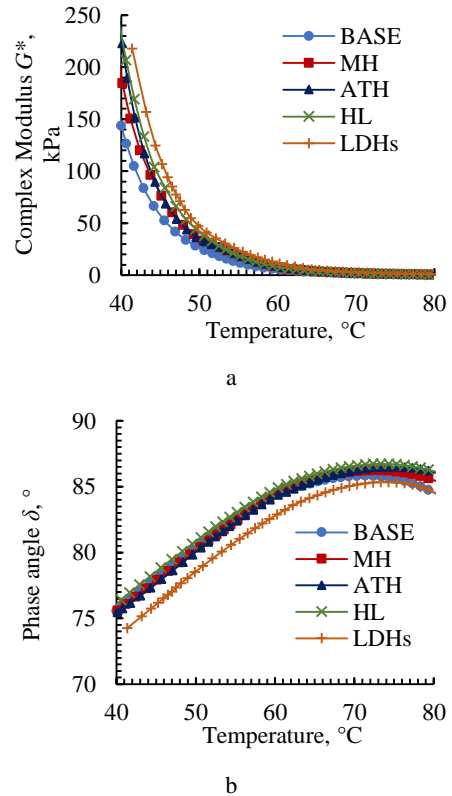 250
200
150
100
50
0
Complex Modulus G*,
kPa
BASE
MH
ATH
HL
LDHs
40 50 60 70 80
Temperature, °C
a
90
85
80
75
70
Phase angle δ, °
BASE
MH
ATH
HL
LDHs
40 50 60 70 80
Temperature, °C
b